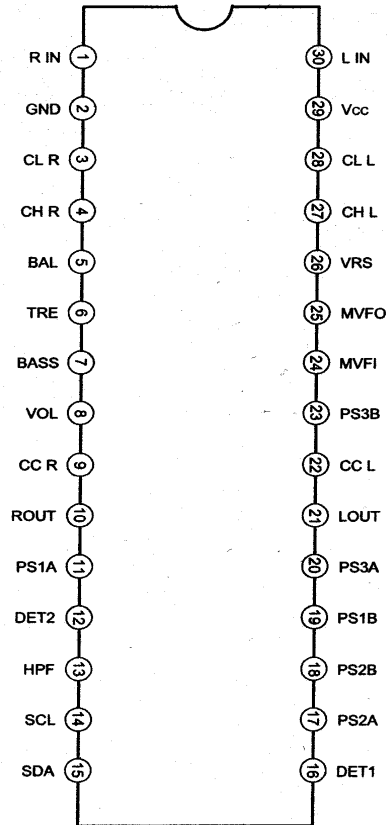 R IN 1 30 L IN
GND 2 29 Vcc
CL R 3 28 CL L
CH R 4 27 CH L
BAL 5 26 VRS
TRE 6 25 MVFO
BASS 7 24 MVFI
VOL 8 23 PS3B
CC R 9 22 CC L
ROUT 10 21 LOUT
PS1A 11 20 PS3A
DET2 12 19 PS1B
HPF 13 18 PS2B
SCL 14 17 PS2A
SDA 15 16 DET1